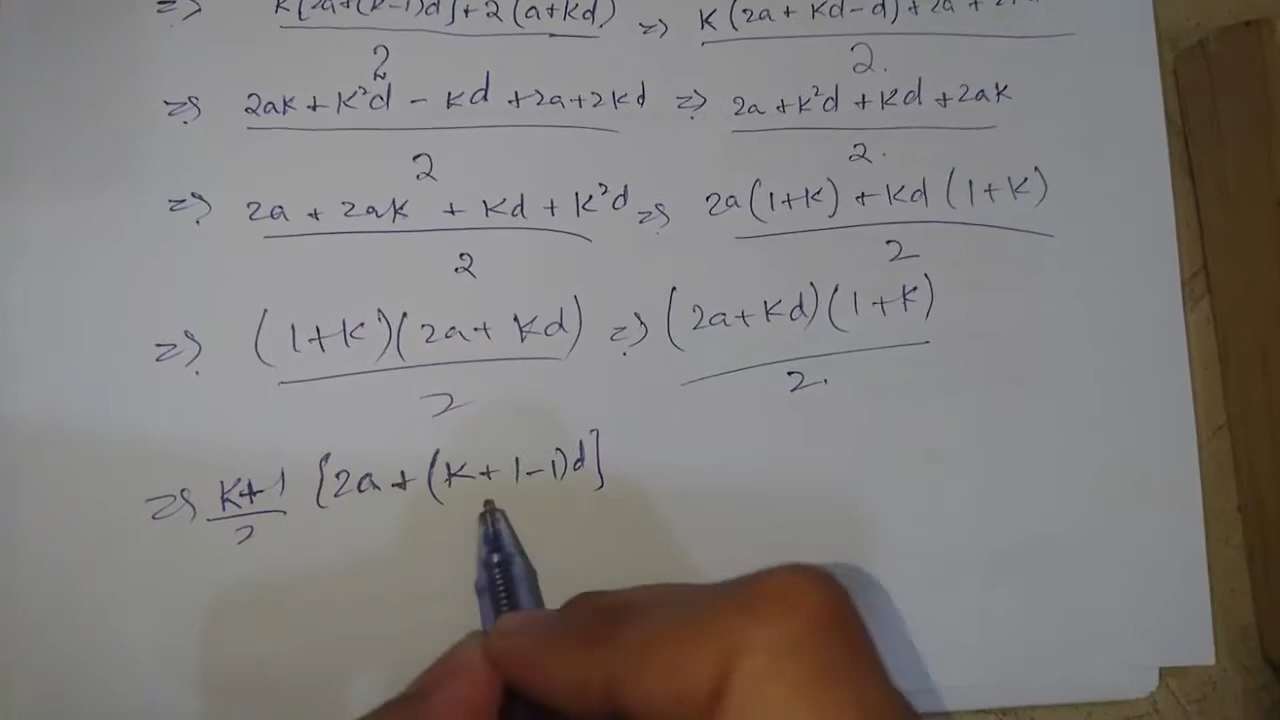 => K[2a+(k-1)d]+2(a+kd) => K(2a+Kd-d)+2a+
2 2.
=> 2ak+K²d-Kd+2a+2Kd => 2a+K²d+Kd+2aK
2 2.
=> 2a+2aK+Kd+K²d => 2a(1+K)+Kd(1+K)
2 2
=> (1+K)(2a+Kd) => (2a+Kd)(1+K)
2 2.
=> K+1 [2a+(K+1-1)d]
2